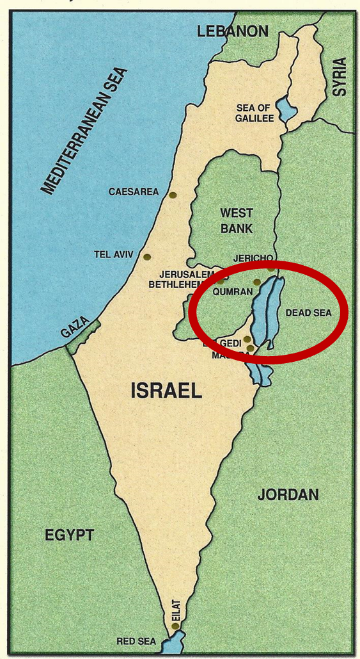 LEBANON
SYRIA
MEDITERRANEAN SEA
SEA OF
GALILEE
CAESAREA
WEST
BANK
TEL AVIV
JERICHO
JERUSALEM
QUMRAN
DEAD SEA
GAZA
GEDI
ISRAEL
JORDAN
EGYPT
EILAT
RED SEA